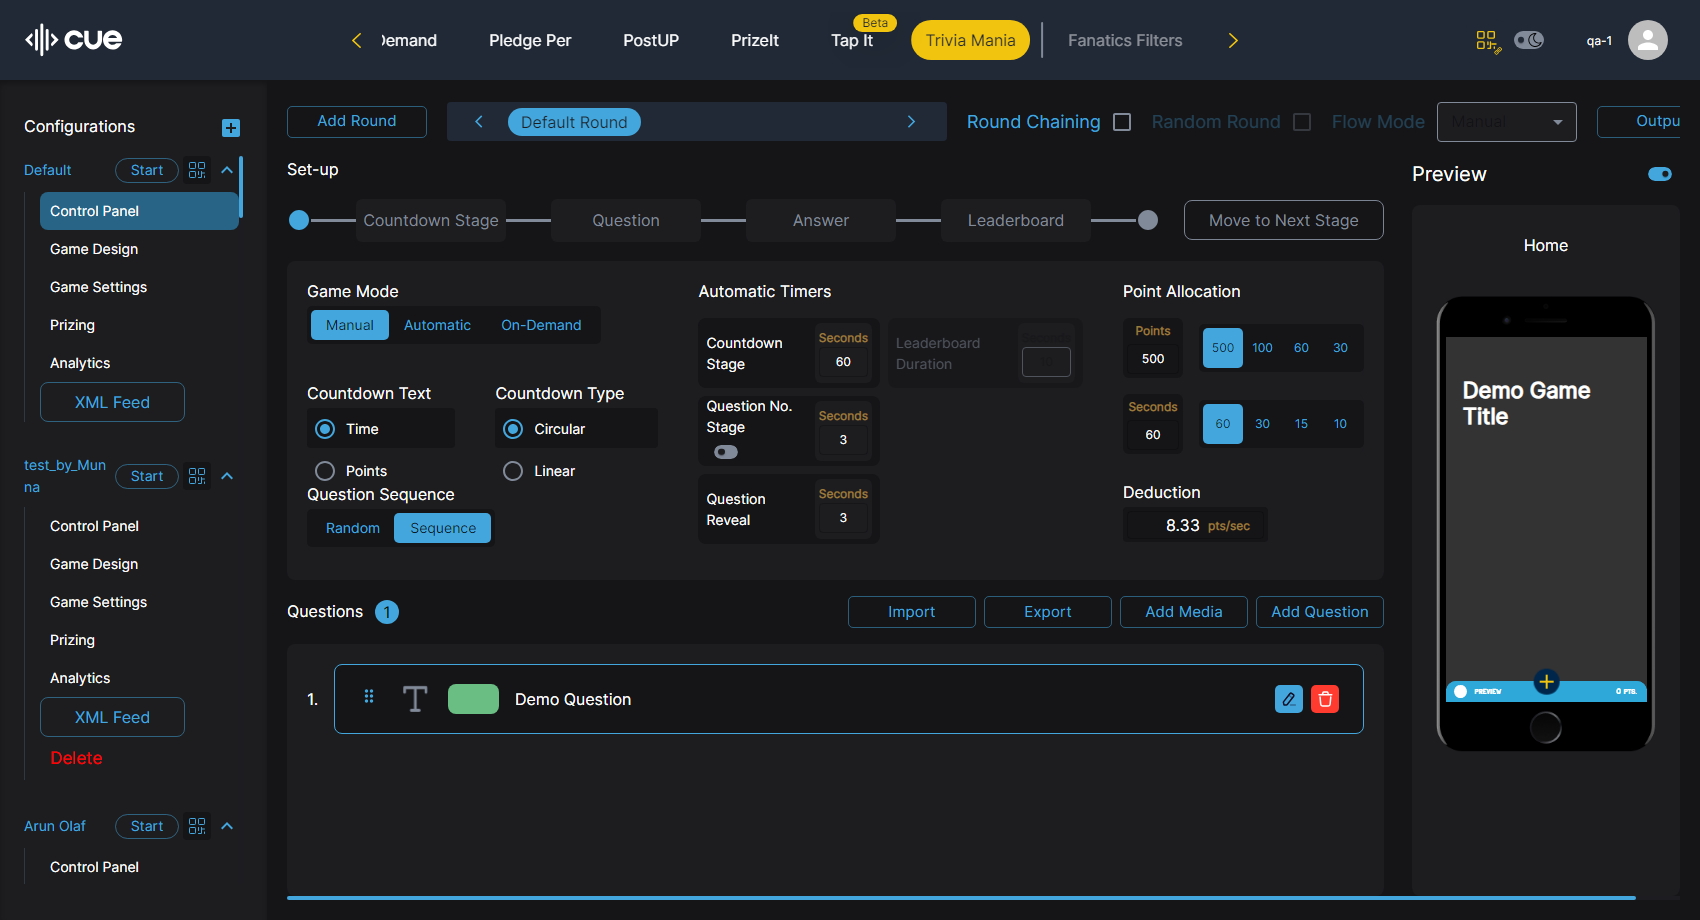 cue
Demand
Pledge Per
PostUP
PrizeIt
Tap It
Beta
Trivia Mania
Fanatics Filters
qa-1
Configurations
Default
Start
Control Panel
Game Design
Game Settings
Prizing
Analytics
XML Feed
test_by_Mun
na
Start
Control Panel
Game Design
Game Settings
Prizing
Analytics
XML Feed
Delete
Arun Olaf
Start
Control Panel
Add Round
Default Round
Round Chaining
Random Round
Flow Mode
Manual
Outpu
Set-up
Countdown Stage
Question
Answer
Leaderboard
Move to Next Stage
Game Mode
Manual
Automatic
On-Demand
Countdown Text
Time
Points
Countdown Type
Circular
Linear
Question Sequence
Random
Sequence
Automatic Timers
Countdown
Stage
Seconds
60
Leaderboard
Duration
Question No.
Stage
Seconds
3
Question
Reveal
Seconds
3
Point Allocation
Points
500
500
100
60
30
Seconds
60
60
30
15
10
Deduction
8.33 pts/sec
Questions 1
Import
Export
Add Media
Add Question
1.
T
Demo Question
Preview
Home
Demo Game
Title
PREVIEW
0 PTS.